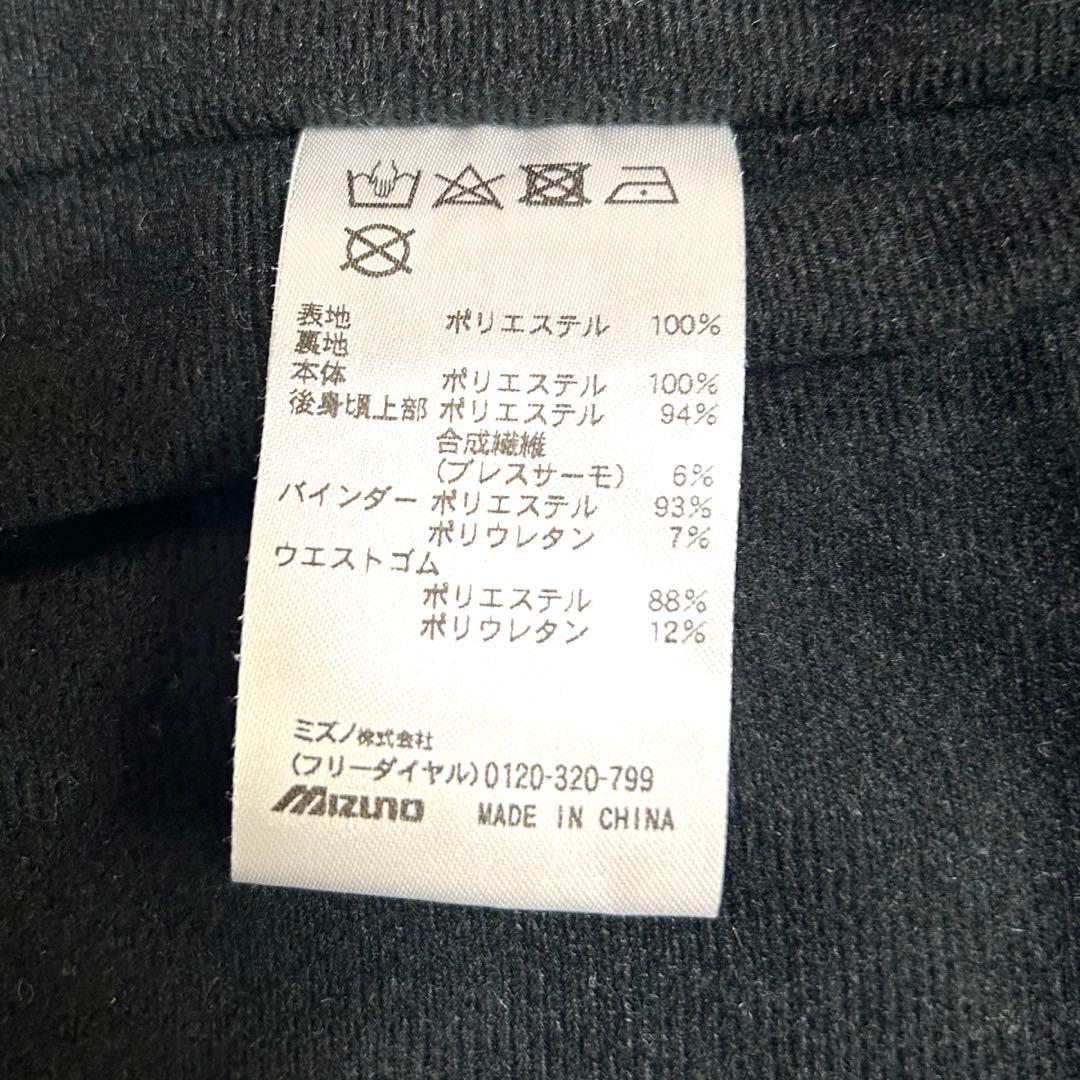 表地 ポリエステル 100%
裏地
本体 ポリエステル 100%
後身頃上部 ポリエステル 94%
合成繊維
(ブレスサーモ) 6%
バインダー ポリエステル 93%
ポリウレタン 7%
ウエストゴム
ポリエステル 88%
ポリウレタン 12%
ミズノ株式会社
(フリーダイヤル)0120-320-799
MIZUNO MADE IN CHINA